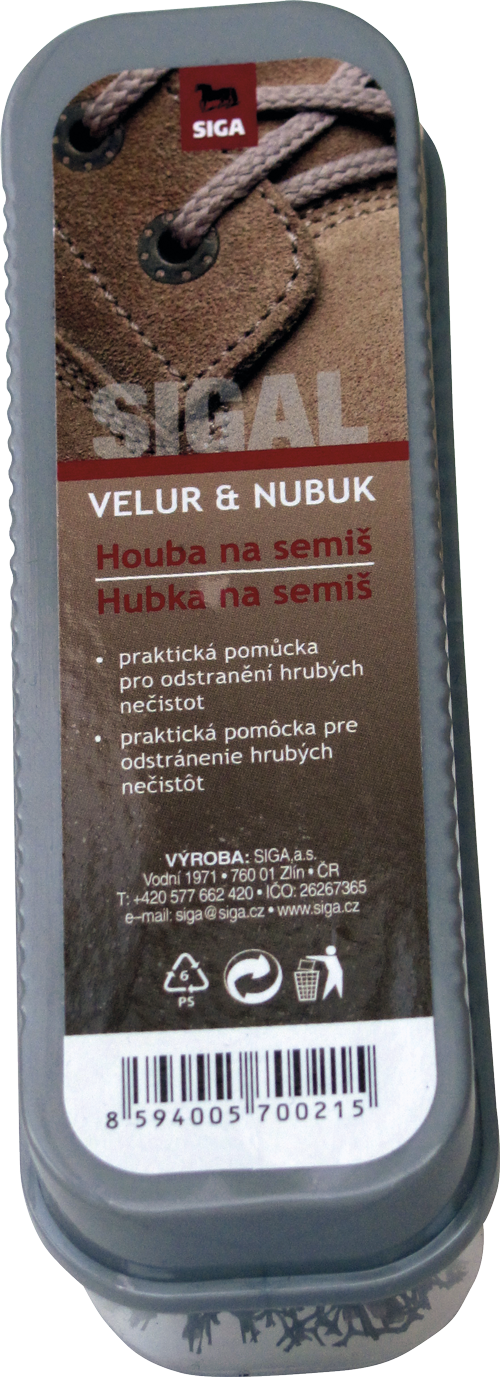 SIGA
SIGAL
VELUR & NUBUK
Houba na semiš
Hubka na semiš
• praktická pomůcka
pro odstranění hrubých
nečistot
• praktická pomôcka pre
odstránenie hrubých
nečistôt
VÝROBA: SIGA,a.s.
Vodní 1971 • 760 01 Zlín • ČR
T: +420 577 662 420 • IČO: 26267365
e-mail: siga@siga.cz • www.siga.cz
6
PS
8 594005 700215